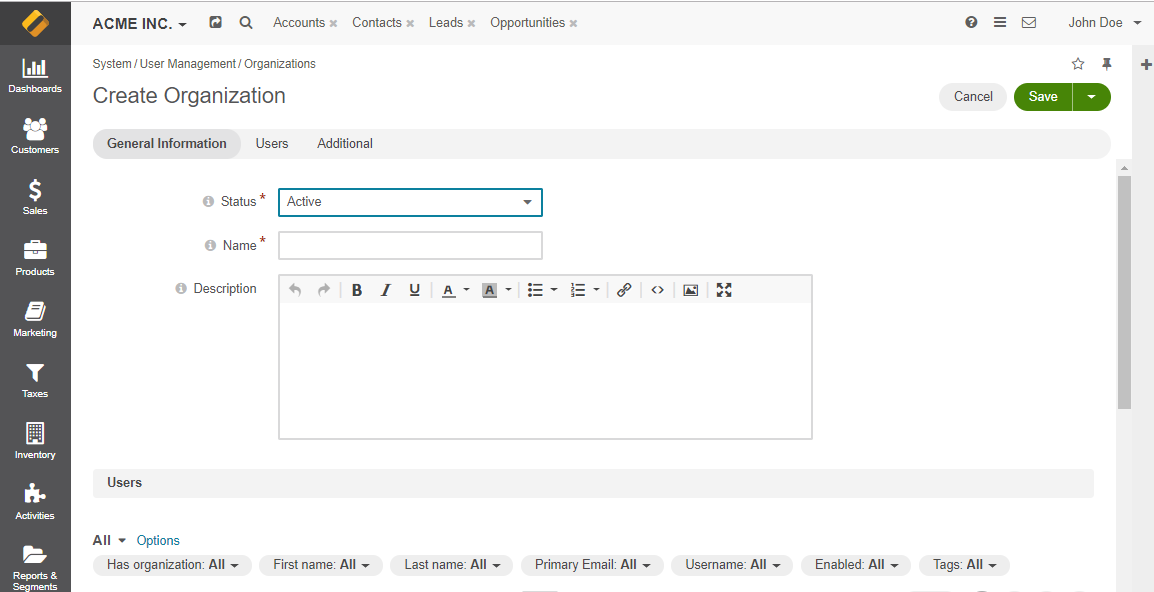 ACME INC.
Accounts × Contacts × Leads × Opportunities ×
John Doe
Dashboards
Customers
Sales
Products
Marketing
Taxes
Inventory
Activities
Reports &
Segments
System / User Management / Organizations
Create Organization
Cancel
Save
General Information
Users
Additional
Status *
Active
Name *
Description
B I U A A
Users
All Options
Has organization: All
First name: All
Last name: All
Primary Email: All
Username: All
Enabled: All
Tags: All